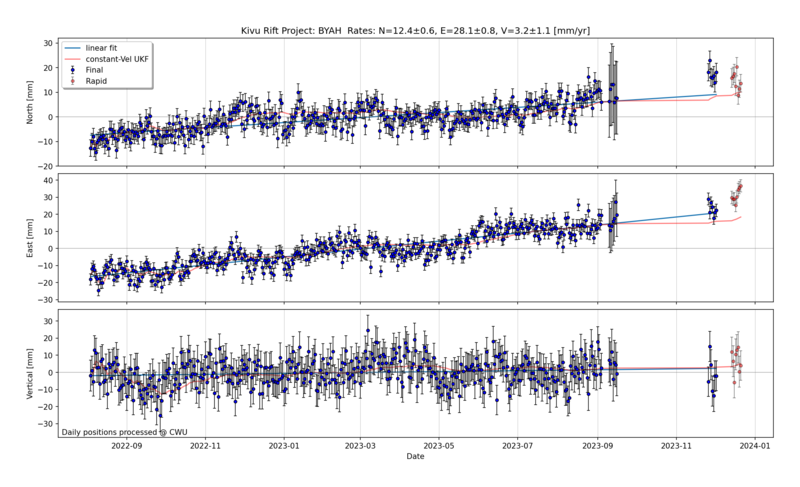 Kivu Rift Project: BYAH Rates: N=12.4±0.6, E=28.1±0.8, V=3.2±1.1 [mm/yr]
linear fit
constant-Vel UKF
Final
Rapid
North [mm]
30
20
10
0
−10
−20
East [mm]
40
30
20
10
0
−10
−20
−30
Vertical [mm]
30
20
10
0
−10
−20
−30
Daily positions processed @ CWU
2022-09 2022-11 2023-01 2023-03 2023-05 2023-07 2023-09 2023-11 2024-01
Date